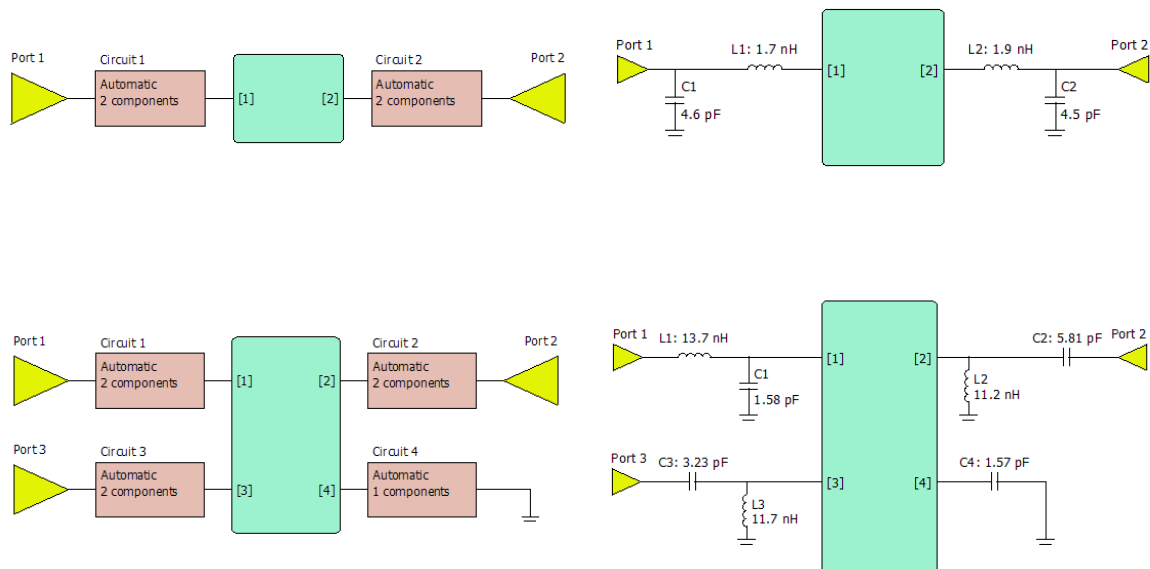 Port 1
Circuit 1
Automatic
2 components
[1]
[2]
Circuit 2
Automatic
2 components
Port 2
Port 1
L1: 1.7 nH
C1
4.6 pF
[1]
[2]
L2: 1.9 nH
C2
4.5 pF
Port 2
Port 1
Circuit 1
Automatic
2 components
[1]
[2]
Circuit 2
Automatic
2 components
Port 2
Port 3
Circuit 3
Automatic
2 components
[3]
[4]
Circuit 4
Automatic
1 components
Port 1
L1: 13.7 nH
C1
1.58 pF
[1]
[2]
C2: 5.81 pF
Port 2
L2
11.2 nH
Port 3
C3: 3.23 pF
L3
11.7 nH
[3]
[4]
C4: 1.57 pF